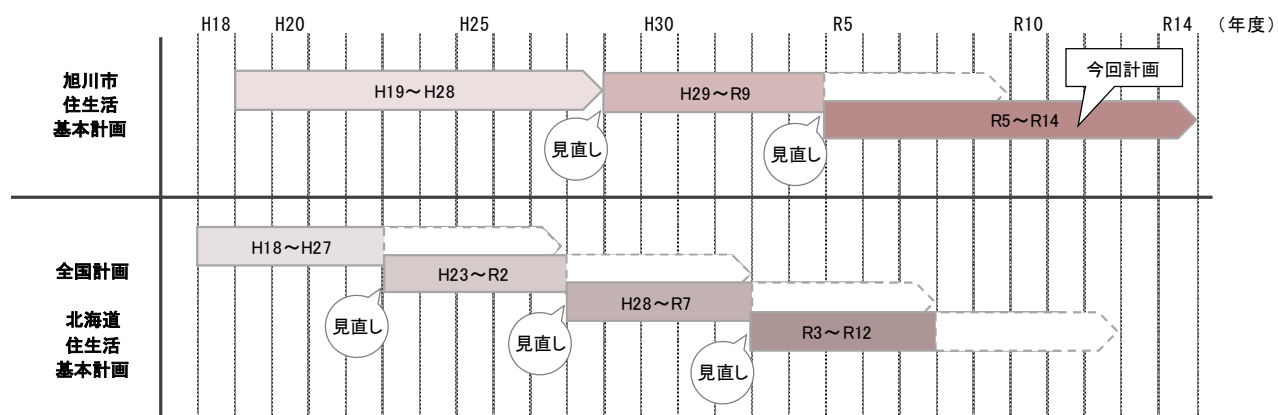 H18 H20 H25 H30 R5 R10 R14 （年度）
今回計画
旭川市
住生活
基本計画
H19～H28
H29～R9
R5～R14
見直し
見直し
H18～H27
全国計画
H23～R2
H28～R7
見直し
見直し
北海道
住生活
基本計画
R3～R12
見直し